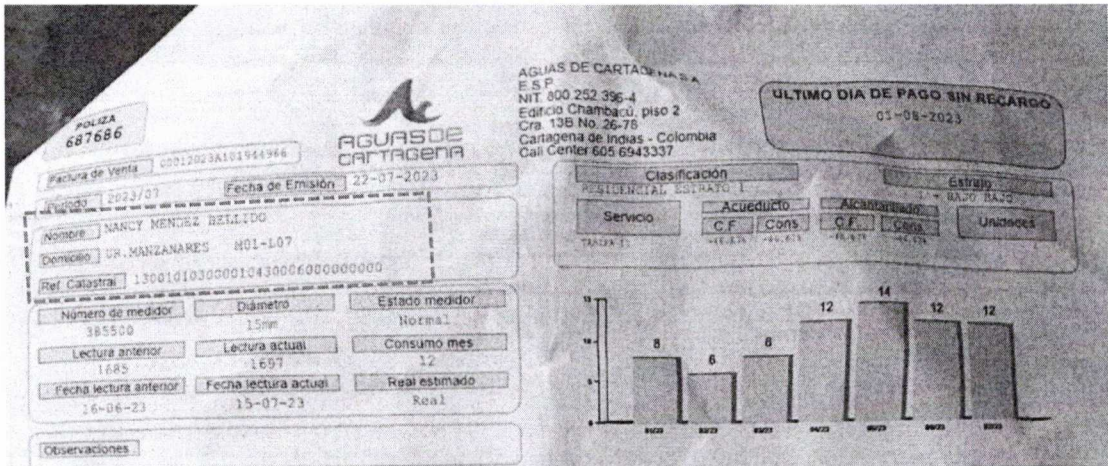 POLIZA
687686
AGUAS DE
CARTAGENA
AGUAS DE CARTAGENA S.A
E.S.P
NIT. 800.252.396-4
Edificio Chambacú, piso 2
Cra. 13B No. 26-78
Cartagena de Indias - Colombia
Call Center 605 6943337
ULTIMO DIA DE PAGO SIN RECARGO
01-08-2023
Factura de Venta 00012023A101944966
Periodo 2023/07 Fecha de Emisión 22-07-2023
Nombre NANCY MENDEZ BELLIDO
Domicilio UR.MANZANARES M01-L07
Ref. Catastral
Clasificación
RESIDENCIAL ESTRATO 1
Estrato
BAJO BAJO
Servicio
Acueducto
Alcantarillado
Unidades
C.F. Cons C.F. Cons
Número de medidor Diámetro Estado medidor
385500 15mm Normal
Lectura anterior Lectura actual Consumo mes
1685 1697 12
Fecha lectura anterior Fecha lectura actual Real estimado
16-06-23 15-07-23 Real
Observaciones
8 6 8 12 14 12 12